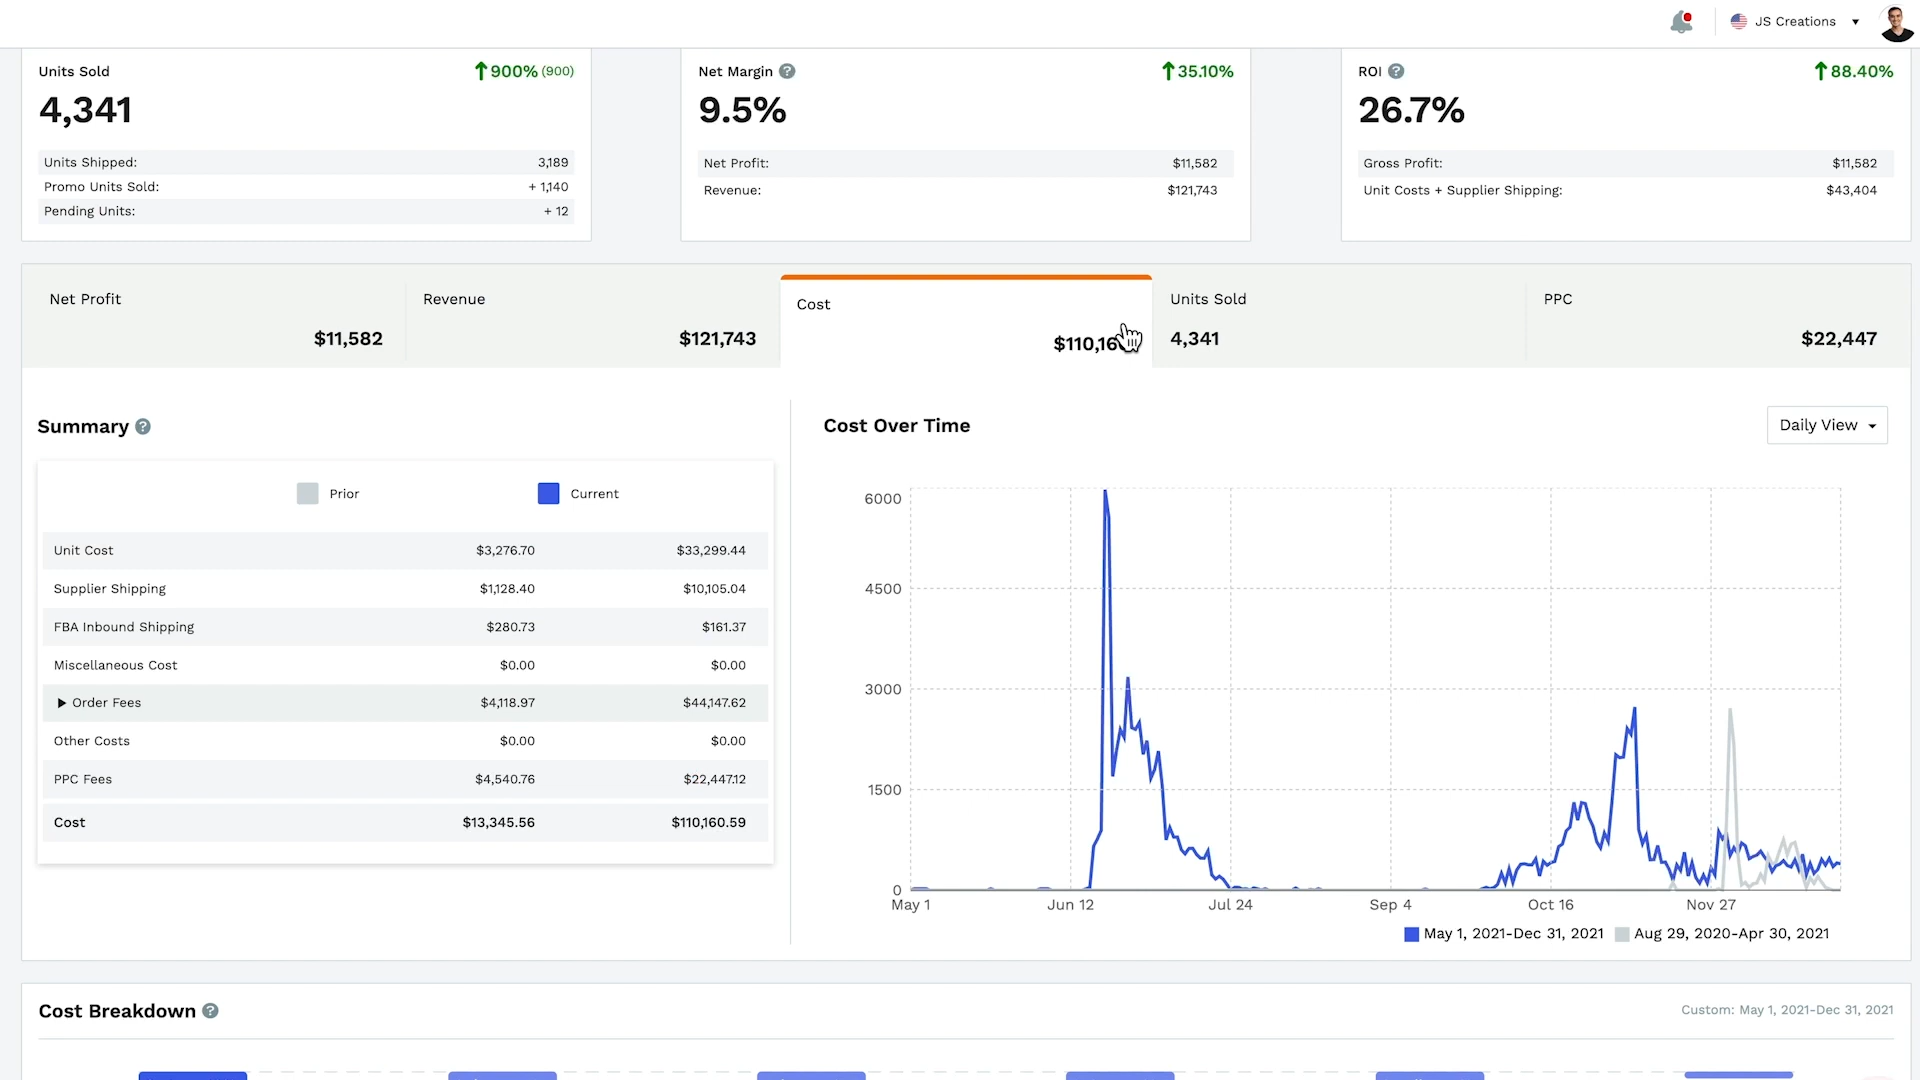 JS Creations
Units Sold
900% (900)
4,341
Units Shipped: 3,189
Promo Units Sold: + 1,140
Pending Units: + 12
Net Margin
35.10%
9.5%
Net Profit: $11,582
Revenue: $121,743
ROI
88.40%
26.7%
Gross Profit: $11,582
Unit Costs + Supplier Shipping: $43,404
Net Profit
$11,582
Revenue
$121,743
Cost
$110,16
Units Sold
4,341
PPC
$22,447
Summary
Prior Current
Unit Cost $3,276.70 $33,299.44
Supplier Shipping $1,128.40 $10,105.04
FBA Inbound Shipping $280.73 $161.37
Miscellaneous Cost $0.00 $0.00
Order Fees $4,118.97 $44,147.62
Other Costs $0.00 $0.00
PPC Fees $4,540.76 $22,447.12
Cost $13,345.56 $110,160.59
Cost Over Time
Daily View
6000
4500
3000
1500
0
May 1 Jun 12 Jul 24 Sep 4 Oct 16 Nov 27
May 1, 2021-Dec 31, 2021 Aug 29, 2020-Apr 30, 2021
Cost Breakdown
Custom: May 1, 2021-Dec 31, 2021